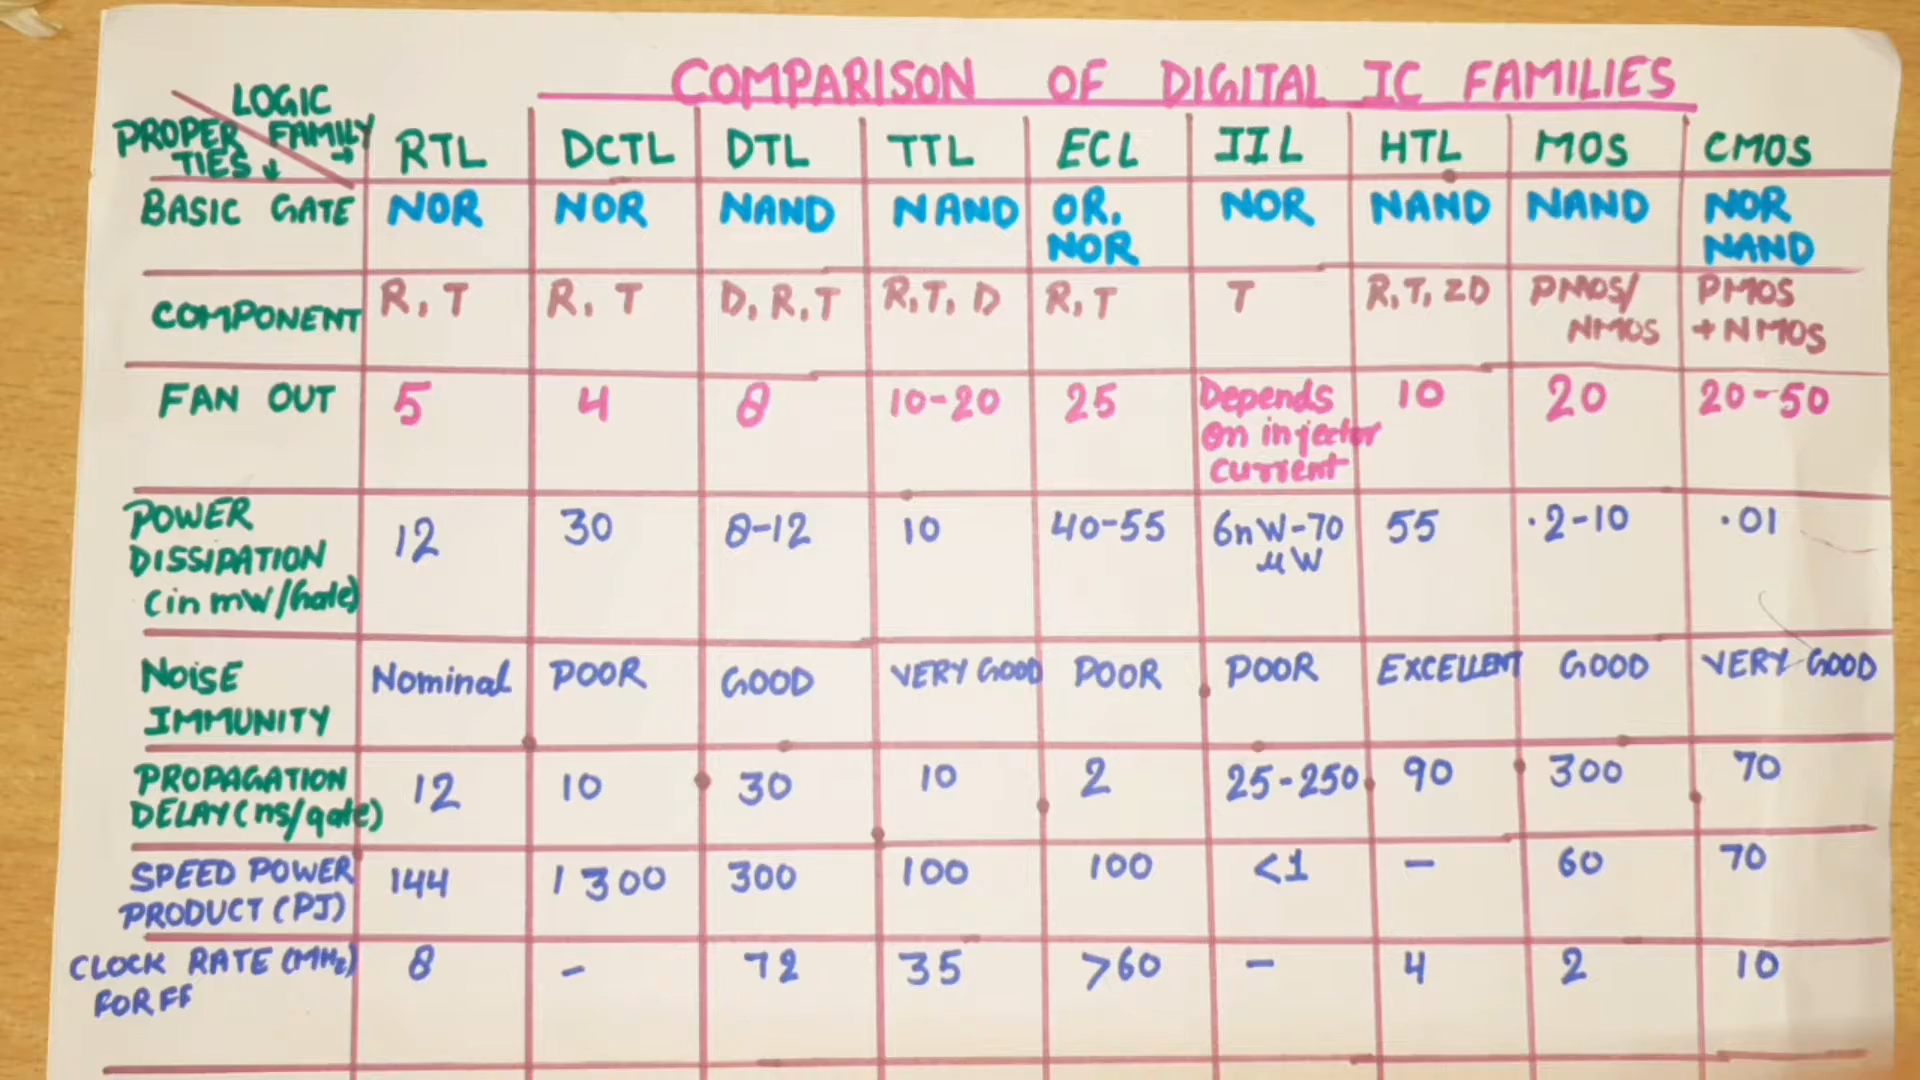 COMPARISON OF DIGITAL IC FAMILIES
LOGIC
FAMILY →
PROPER
TIES ↓
RTL DCTL DTL TTL ECL IIL HTL MOS CMOS
BASIC GATE NOR NOR NAND NAND OR. NOR NAND NAND NOR
NOR NAND
COMPONENT R, T R, T D, R, T R, T, D R, T T R, T, ZD PMOS/ PMOS
NMOS + NMOS
FAN OUT 5 4 8 10-20 25 Depends 10 20 20-50
on injector
current
POWER 12 30 8-12 10 40-55 6nW-70 55 .2-10 .01
DISSIPATION μW
(in mW/Gate)
NOISE Nominal POOR GOOD VERY GOOD POOR POOR EXCELLENT GOOD VERY GOOD
IMMUNITY
PROPAGATION 12 10 30 10 2 25-250 90 300 70
DELAY (ns/gate)
SPEED POWER 144 1300 300 100 100 <1 - 60 70
PRODUCT (PJ)
CLOCK RATE (MHz) 8 - 72 35 >60 - 4 2 10
FOR FF